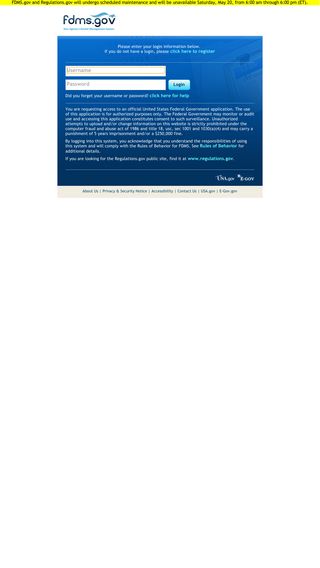 FDMS.gov and Regulations.gov will undergo scheduled maintenance and will be unavailable Saturday, May 20, from 6:00 am through 6:00 pm (ET).
fdms.gov
Please enter your login information below.
If you do not have a login, please click here to register
Username
Password
Login
Did you forget your username or password? click here for help
You are requesting access to an official United States Federal Government application. The use
of this application is for authorized purposes only. The Federal Government may monitor or audit
use and accessing this application constitutes consent to such surveillance. Unauthorized
attempts to upload and/or change information on this website is strictly prohibited under the
computer fraud and abuse act of 1986 and title 18, usc, sec 1001 and 1030(a)(4) and may carry a
punishment of 5 years imprisonment and/or a $250,000 fine.
By logging into this system, you acknowledge that you understand the responsibilities of using
this system and will comply with the Rules of Behavior for FDMS. See Rules of Behavior for
additional details.
If you are looking for the Regulations.gov public site, find it at www.regulations.gov.
USA.gov E-GOV
About Us | Privacy & Security Notice | Accessibility | Contact Us | USA.gov | E-Gov.gov